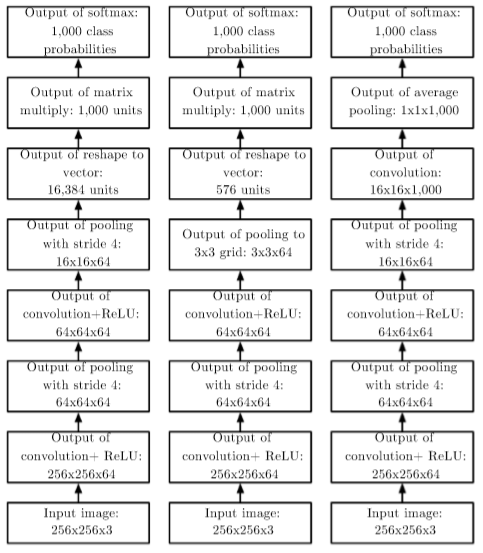 Output of softmax:
1,000 class
probabilities
Output of matrix
multiply: 1,000 units
Output of reshape to
vector:
16,384 units
Output of pooling
with stride 4:
16x16x64
Output of
convolution+ReLU:
64x64x64
Output of pooling
with stride 4:
64x64x64
Output of
convolution+ ReLU:
256x256x64
Input image:
256x256x3
Output of softmax:
1,000 class
probabilities
Output of matrix
multiply: 1,000 units
Output of reshape to
vector:
576 units
Output of pooling to
3x3 grid: 3x3x64
Output of
convolution+ReLU:
64x64x64
Output of pooling
with stride 4:
64x64x64
Output of
convolution+ ReLU:
256x256x64
Input image:
256x256x3
Output of softmax:
1,000 class
probabilities
Output of average
pooling: 1x1x1,000
Output of
convolution:
16x16x1,000
Output of pooling
with stride 4:
16x16x64
Output of
convolution+ReLU:
64x64x64
Output of pooling
with stride 4:
64x64x64
Output of
convolution+ ReLU:
256x256x64
Input image:
256x256x3